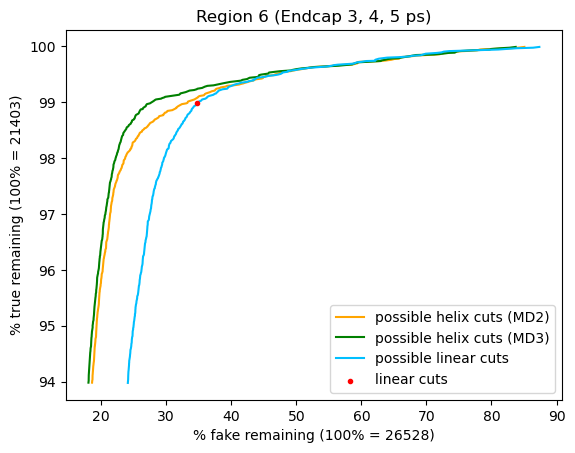 Region 6 (Endcap 3, 4, 5 ps)
% true remaining (100% = 21403)
100
99
98
97
96
95
94
possible helix cuts (MD2)
possible helix cuts (MD3)
possible linear cuts
linear cuts
20 30 40 50 60 70 80 90
% fake remaining (100% = 26528)